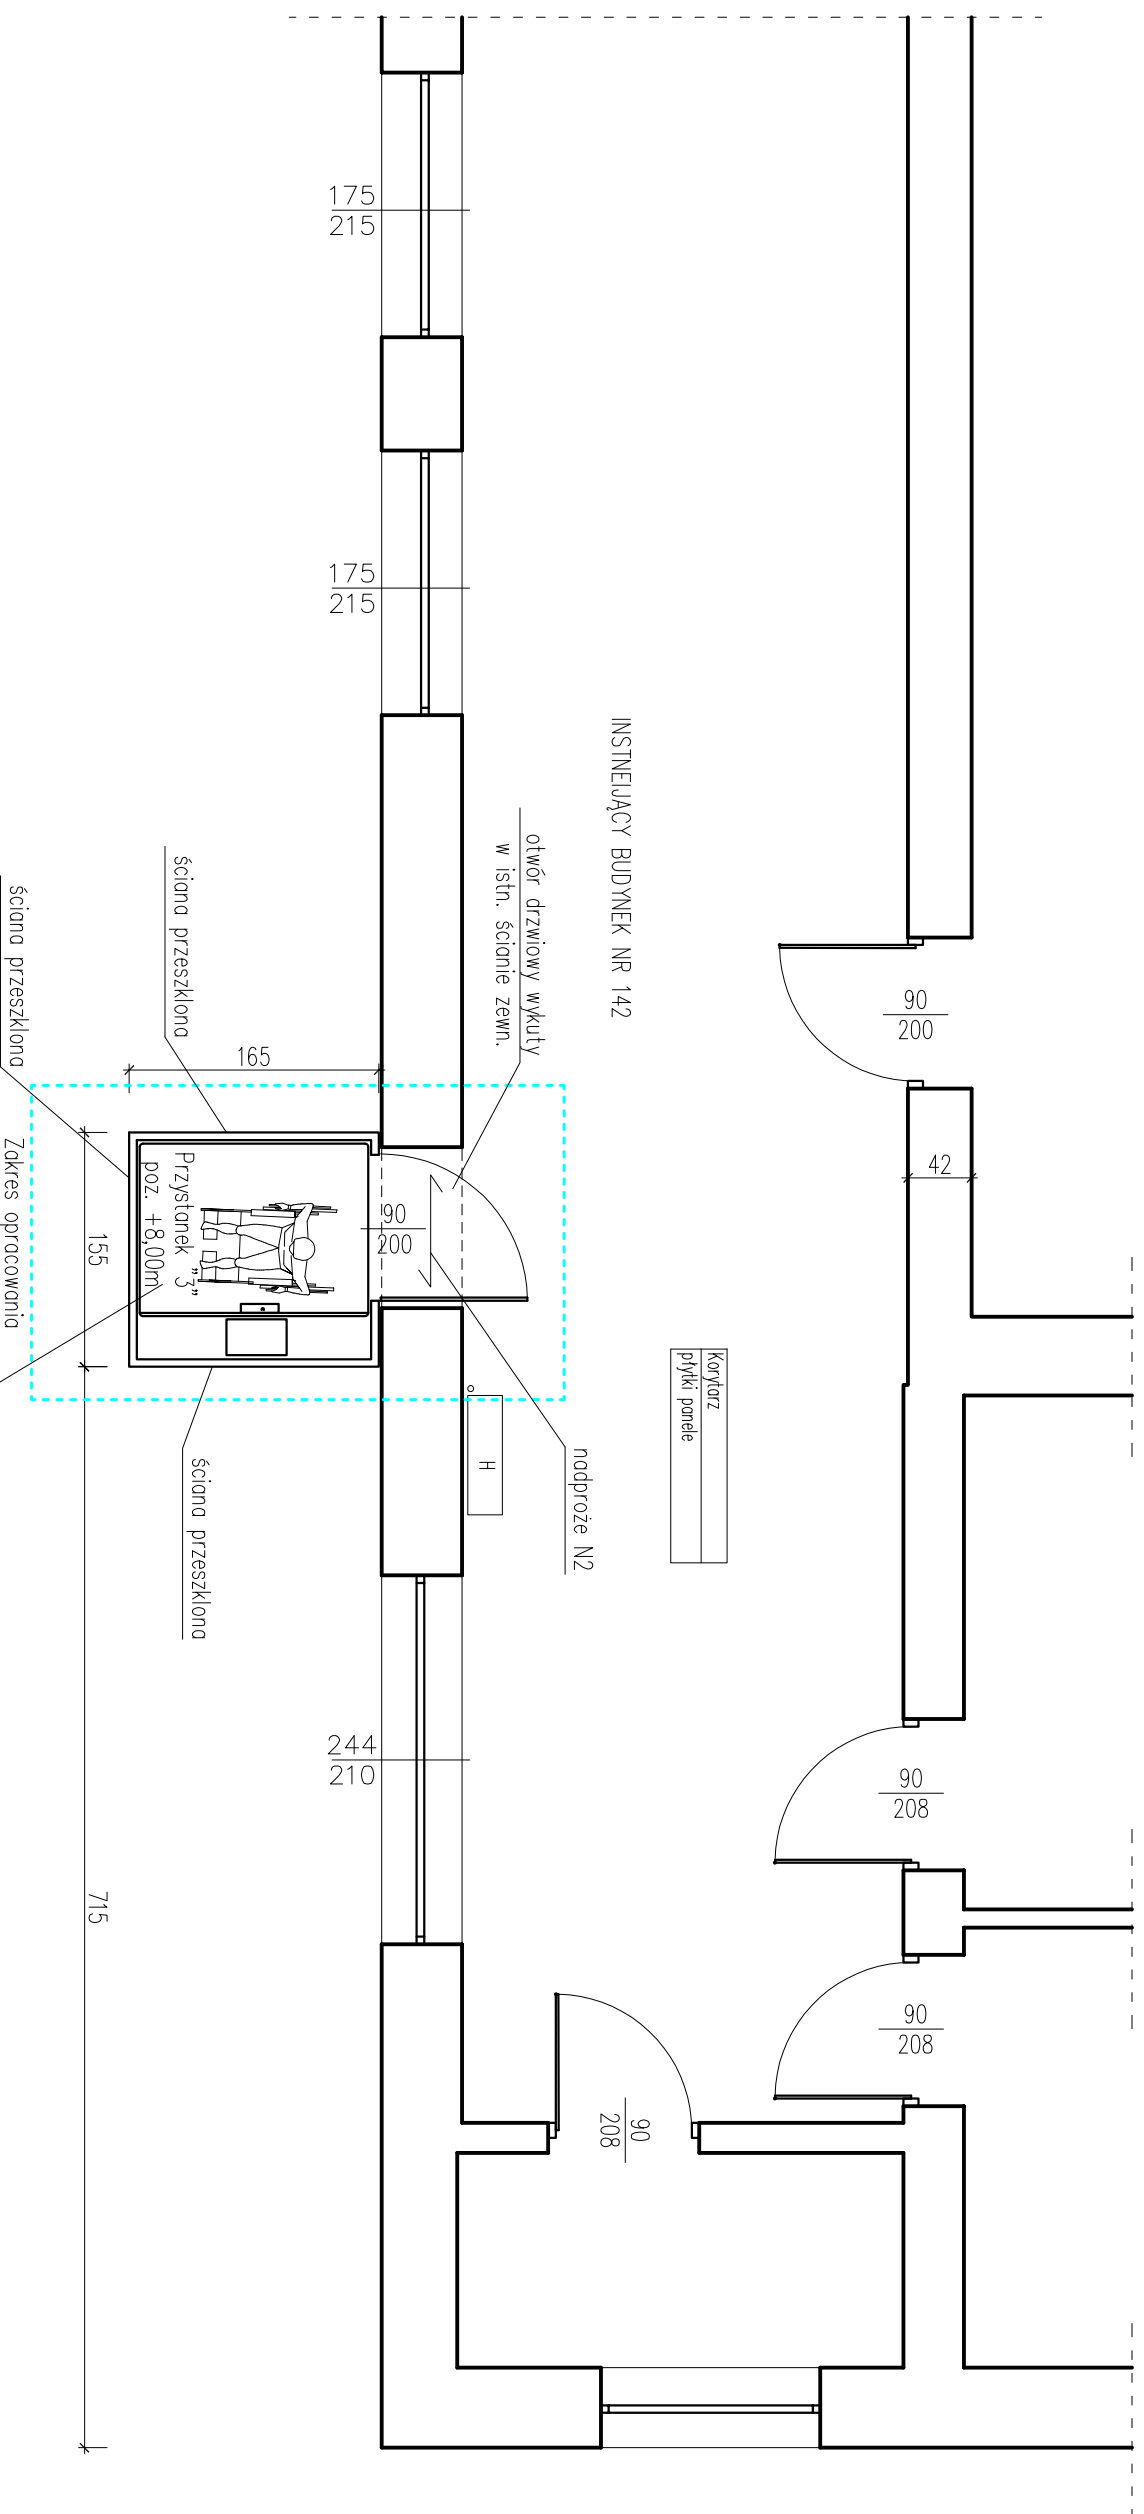 175
215
175
215
INSTNEIJĄCY BUDYNEK NR 142
otwór drzwiowy wykuty
w istn. ścianie zewn.
ściana przeszklona
ściana przeszklona
90
200
165
42
Zakres opracowania
Przystanek "3"
poz. +8,00m
90
200
155
Korytarz
płytki panele
H
nadproże N2
ściana przeszklona
244
210
90
208
715
90
208
90
208